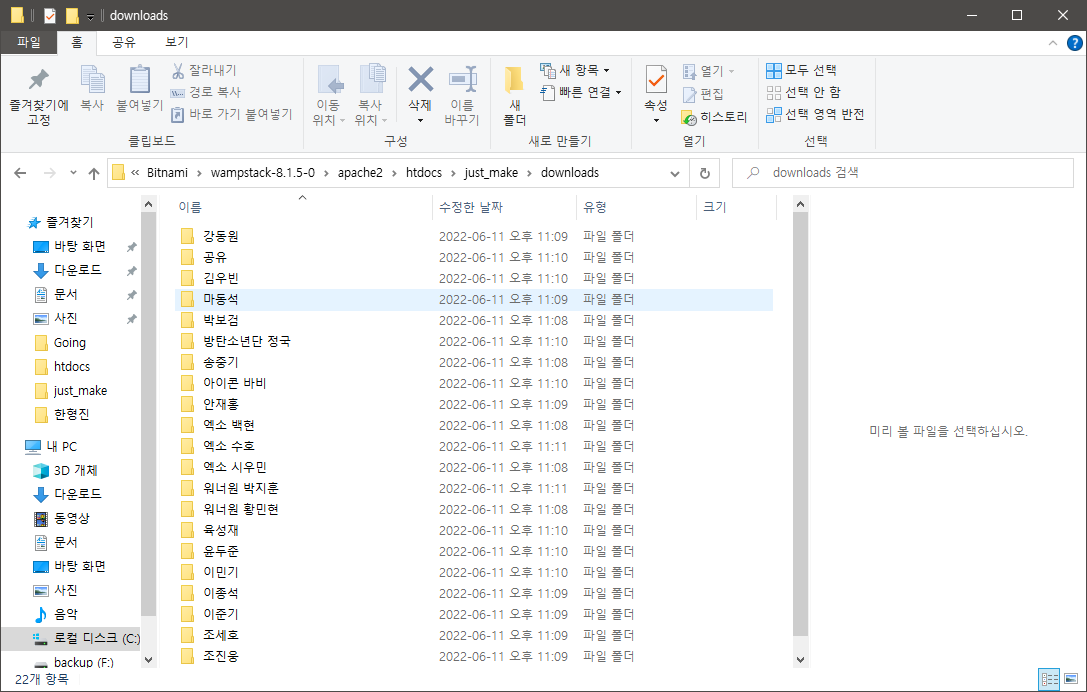 downloads
파일 홈 공유 보기
즐겨찾기에 고정
복사
붙여넣기
잘라내기
경로 복사
바로 가기 붙여넣기
클립보드
이동 위치
복사 위치
삭제
이름 바꾸기
구성
새 폴더
새 항목
빠른 연결
새로 만들기
속성
열기
편집
히스토리
열기
모두 선택
선택 안 함
선택 영역 반전
선택
« Bitnami > wampstack-8.1.5-0 > apache2 > htdocs > just_make > downloads
downloads 검색
즐겨찾기
바탕 화면
다운로드
문서
사진
Going
htdocs
just_make
한형진
내 PC
3D 개체
다운로드
동영상
문서
바탕 화면
사진
음악
로컬 디스크 (C:)
backup (F:)
이름 수정한 날짜 유형 크기
강동원 2022-06-11 오후 11:09 파일 폴더
공유 2022-06-11 오후 11:10 파일 폴더
김우빈 2022-06-11 오후 11:10 파일 폴더
마동석 2022-06-11 오후 11:09 파일 폴더
박보검 2022-06-11 오후 11:08 파일 폴더
방탄소년단 정국 2022-06-11 오후 11:10 파일 폴더
송중기 2022-06-11 오후 11:08 파일 폴더
아이콘 바비 2022-06-11 오후 11:10 파일 폴더
안재홍 2022-06-11 오후 11:09 파일 폴더
엑소 백현 2022-06-11 오후 11:08 파일 폴더
엑소 수호 2022-06-11 오후 11:11 파일 폴더
엑소 시우민 2022-06-11 오후 11:08 파일 폴더
워너원 박지훈 2022-06-11 오후 11:11 파일 폴더
워너원 황민현 2022-06-11 오후 11:08 파일 폴더
육성재 2022-06-11 오후 11:10 파일 폴더
윤두준 2022-06-11 오후 11:10 파일 폴더
이민기 2022-06-11 오후 11:10 파일 폴더
이종석 2022-06-11 오후 11:09 파일 폴더
이준기 2022-06-11 오후 11:09 파일 폴더
조세호 2022-06-11 오후 11:09 파일 폴더
조진웅 2022-06-11 오후 11:09 파일 폴더
미리 볼 파일을 선택하십시오.
22개 항목